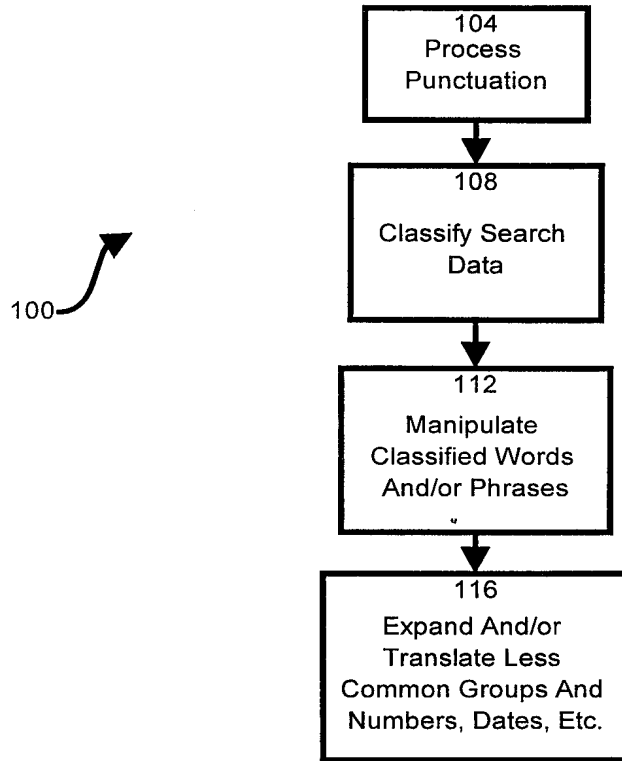 104
Process
Punctuation
108
Classify Search
Data
100
112
Manipulate
Classified Words
And/or Phrases
116
Expand And/or
Translate Less
Common Groups And
Numbers, Dates, Etc.